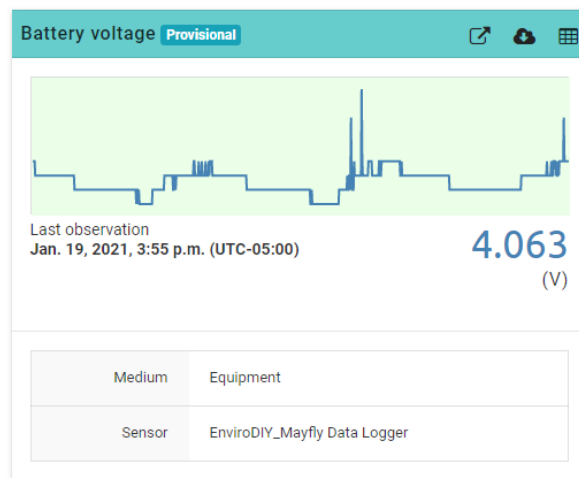 Battery voltage Provisional
Last observation
Jan. 19, 2021, 3:55 p.m. (UTC-05:00)
4.063
(V)
Medium Equipment
Sensor EnviroDIY_Mayfly Data Logger